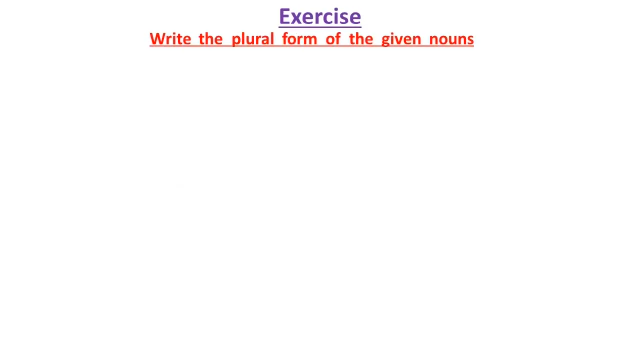 Exercise
Write the plural form of the given nouns